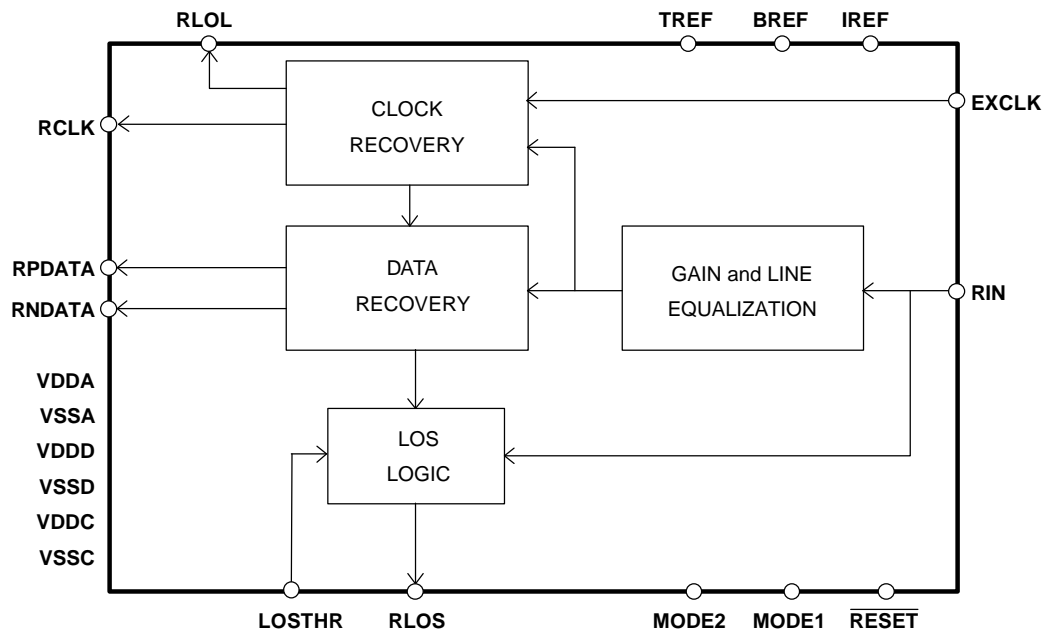 RLOL
TREF
BREF
IREF
CLOCK
RECOVERY
EXCLK
RCLK
RPDATA
RNDATA
DATA
RECOVERY
GAIN and LINE
EQUALIZATION
RIN
VDDA
VSSA
VDDD
VSSD
VDDC
VSSC
LOS
LOGIC
LOSTHR
RLOS
MODE2
MODE1
RESET